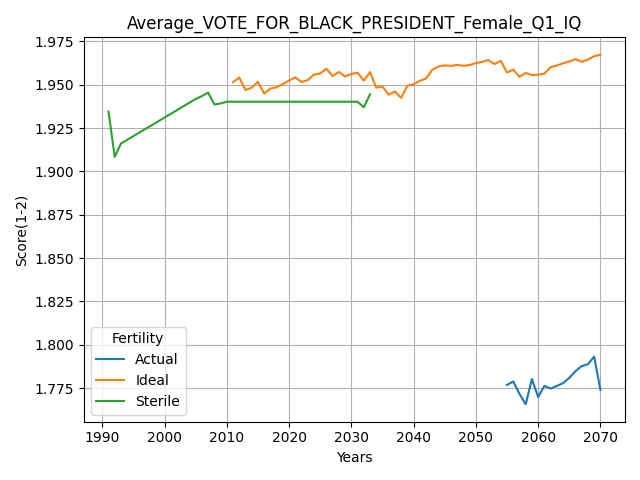 Average_VOTE_FOR_BLACK_PRESIDENT_Female_Q1_IQ
Score(1-2)
1.975
1.950
1.925
1.900
1.875
1.850
1.825
1.800
1.775
Fertility
Actual
Ideal
Sterile
1990 2000 2010 2020 2030 2040 2050 2060 2070
Years